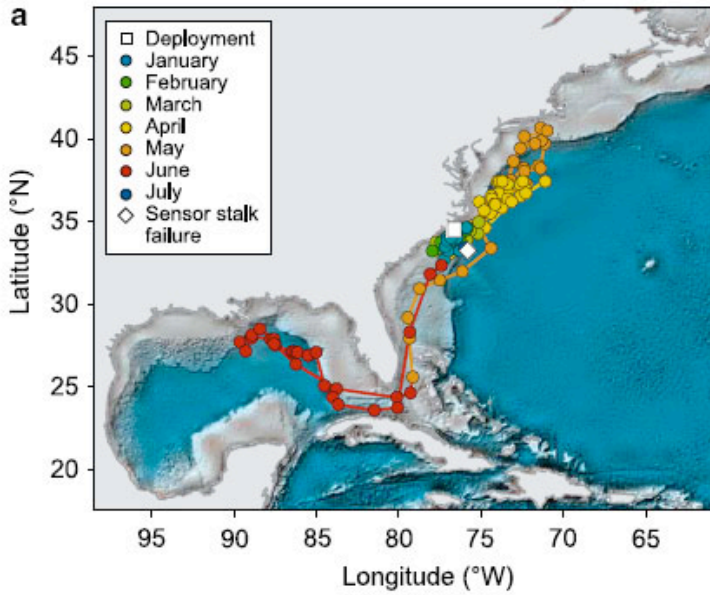 a
Deployment
January
February
March
April
May
June
July
Sensor stalk
failure
Latitude (°N)
45
40
35
30
25
20
95
90
85
80
75
70
65
Longitude (°W)